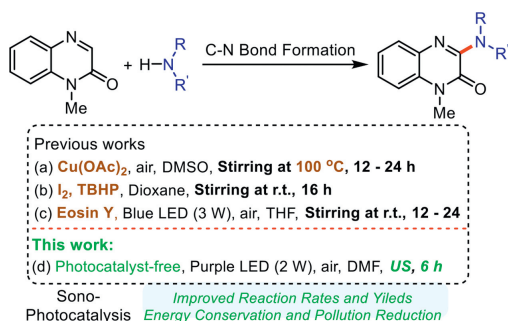 N
N
Me
O
+
H-N
R
R'
C-N Bond Formation
N
N
Me
O
N
R
R'
Previous works
(a) Cu(OAc)2, air, DMSO, Stirring at 100 °C, 12 - 24 h
(b) I2, TBHP, Dioxane, Stirring at r.t., 16 h
(c) Eosin Y, Blue LED (3 W), air, THF, Stirring at r.t., 12 - 24
This work:
(d) Photocatalyst-free, Purple LED (2 W), air, DMF, US, 6 h
Sono-
Photocatalysis
Improved Reaction Rates and Yileds
Energy Conservation and Pollution Reduction